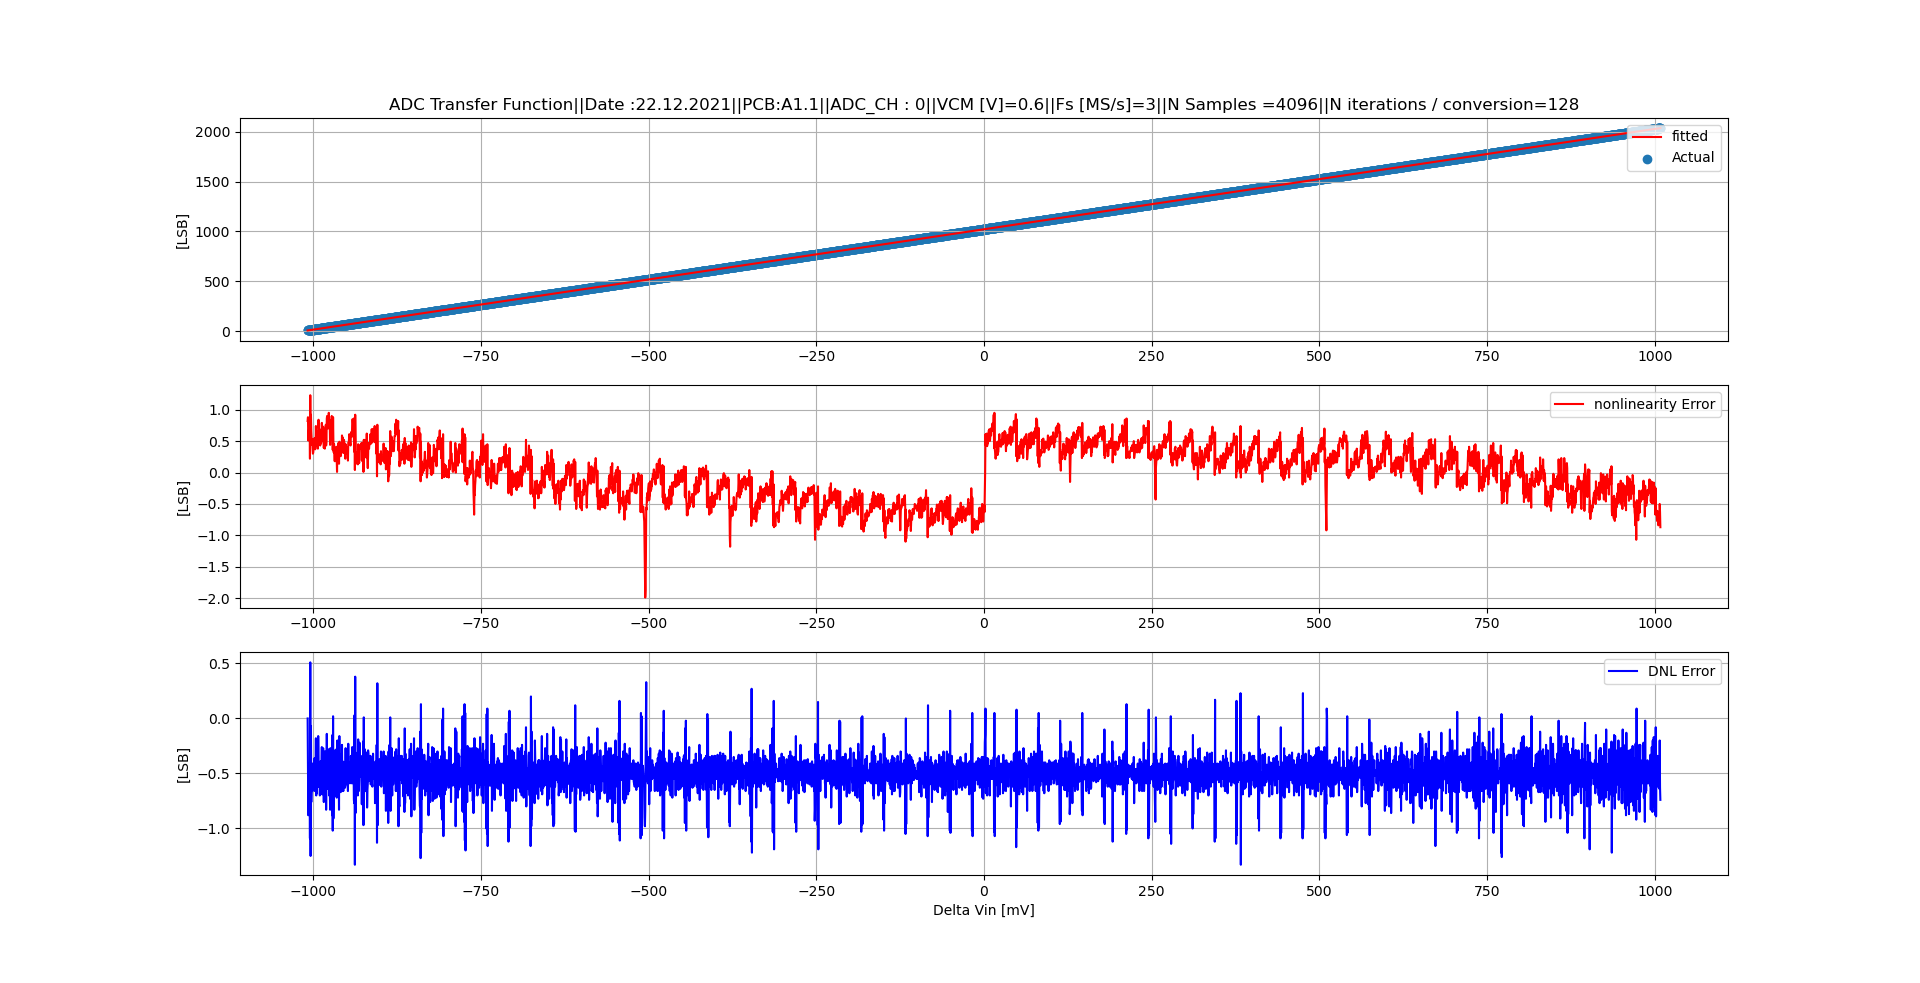 ADC Transfer Function||Date :22.12.2021||PCB:A1.1||ADC_CH : 0||VCM [V]=0.6||Fs [MS/s]=3||N Samples =4096||N iterations / conversion=128
2000
1500
1000
500
0
[LSB]
fitted
Actual
−1000 −750 −500 −250 0 250 500 750 1000
1.0
0.5
0.0
−0.5
−1.0
−1.5
−2.0
[LSB]
nonlinearity Error
−1000 −750 −500 −250 0 250 500 750 1000
0.5
0.0
−0.5
−1.0
[LSB]
DNL Error
−1000 −750 −500 −250 0 250 500 750 1000
Delta Vin [mV]